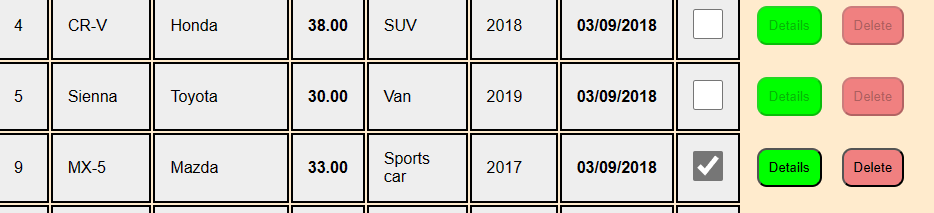 4 CR-V Honda 38.00 SUV 2018 03/09/2018 Details Delete
5 Sienna Toyota 30.00 Van 2019 03/09/2018 Details Delete
9 MX-5 Mazda 33.00 Sports car 2017 03/09/2018 Details Delete